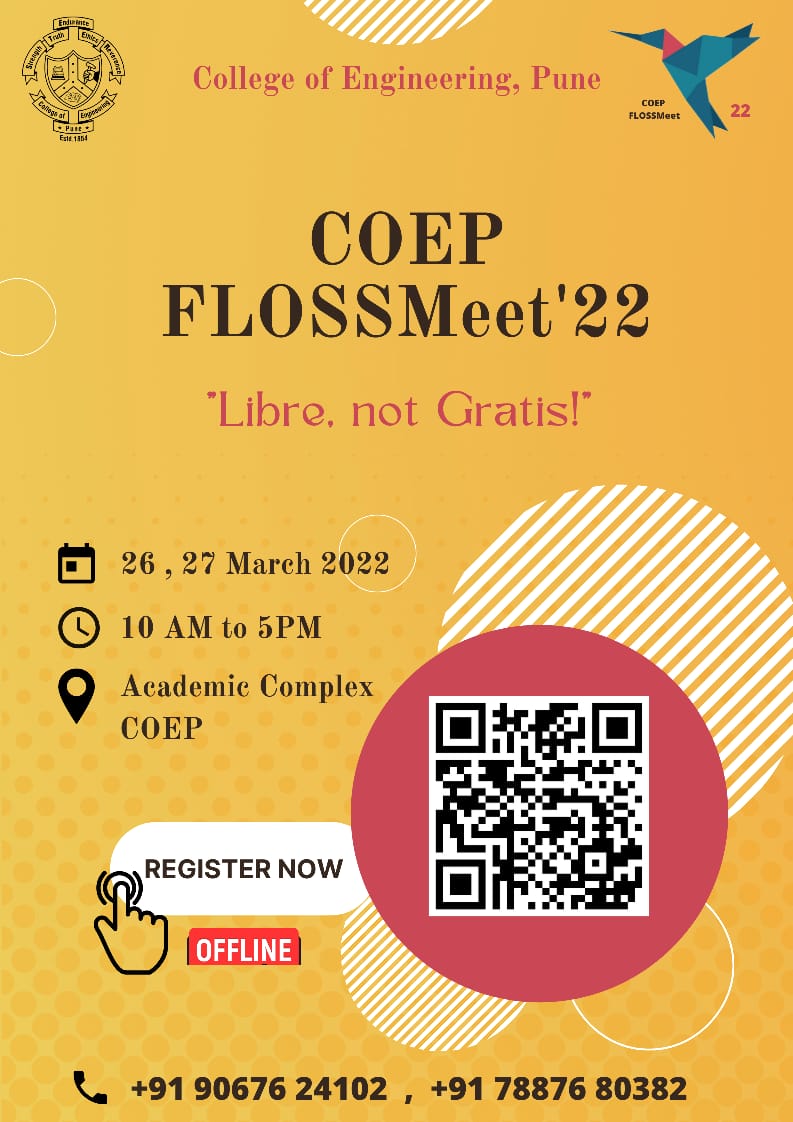 Endurance
Truth
Ethics
Strength
Reverence
College of
Engineering
Pune
Estd.1854
College of Engineering, Pune
COEP
FLOSSMeet
22
COEP
FLOSSMeet'22
"Libre, not Gratis!"
26 , 27 March 2022
10 AM to 5PM
Academic Complex
COEP
REGISTER NOW
OFFLINE
+91 90676 24102 , +91 78876 80382